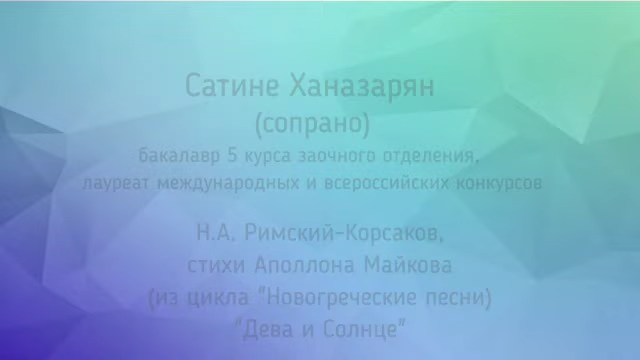 Сатине Ханазарян
(сопрано)
бакалавр 5 курса заочного отделения,
лауреат международных и всероссийских конкурсов
Н.А. Римский-Корсаков,
стихи Аполлона Майкова
(из цикла "Новогреческие песни)
"Дева и Солнце"